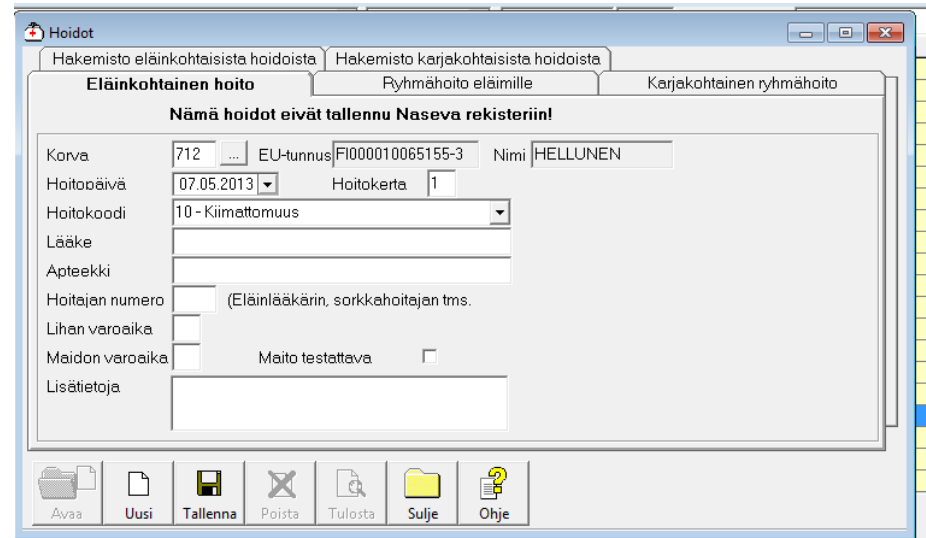 Hoidot
Hakemisto eläinkohtaisista hoidoista Hakemisto karjakohtaisista hoidoista
Eläinkohtainen hoito Ryhmähoito eläimille Karjakohtainen ryhmähoito
Nämä hoidot eivät tallennu Naseva rekisteriin!
Korva 712 ... EU-tunnus FI000010065155-3 Nimi HELLUNEN
Hoitopäivä 07.05.2013 Hoitokerta 1
Hoitokoodi 10 - Kiimattomuus
Lääke
Apteekki
Hoitajan numero (Eläinlääkärin, sorkkahoitajan tms.
Lihan varoaika
Maidon varoaika Maito testattava
Lisätietoja
Avaa Uusi Tallenna Poista Tulosta Sulje Ohje